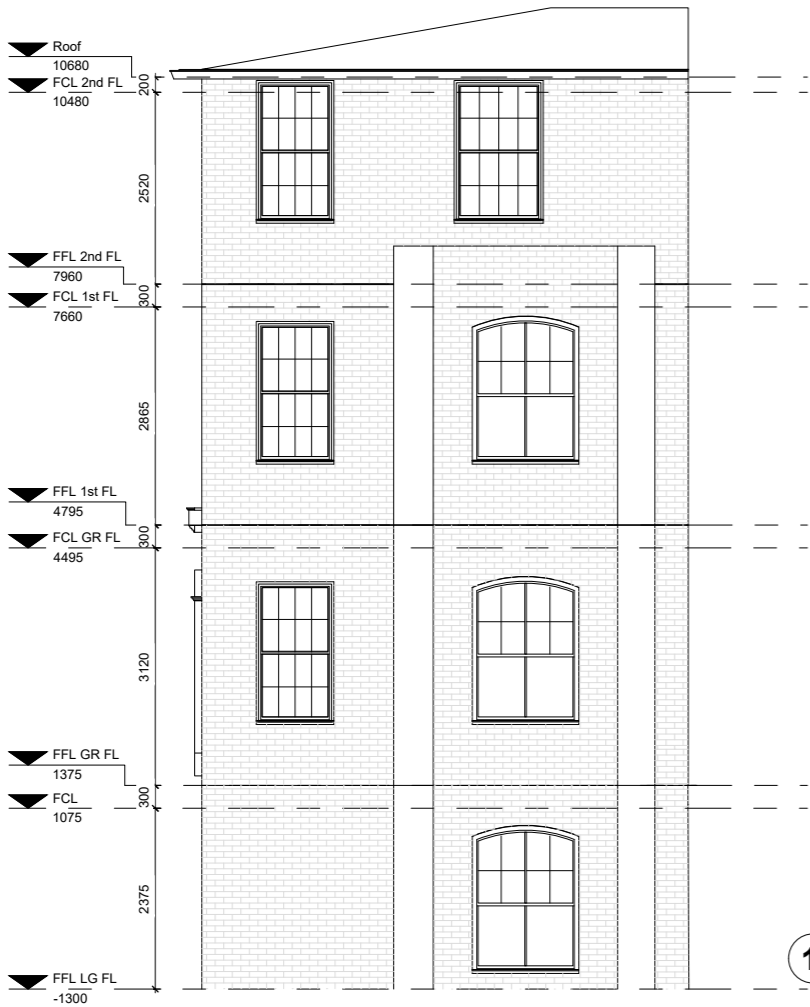 Roof
10680
FCL 2nd FL
10480
200
2520
FFL 2nd FL
7960
FCL 1st FL
7660
300
2865
FFL 1st FL
4795
FCL GR FL
4495
300
3120
FFL GR FL
1375
FCL
1075
300
2375
FFL LG FL
-1300
1